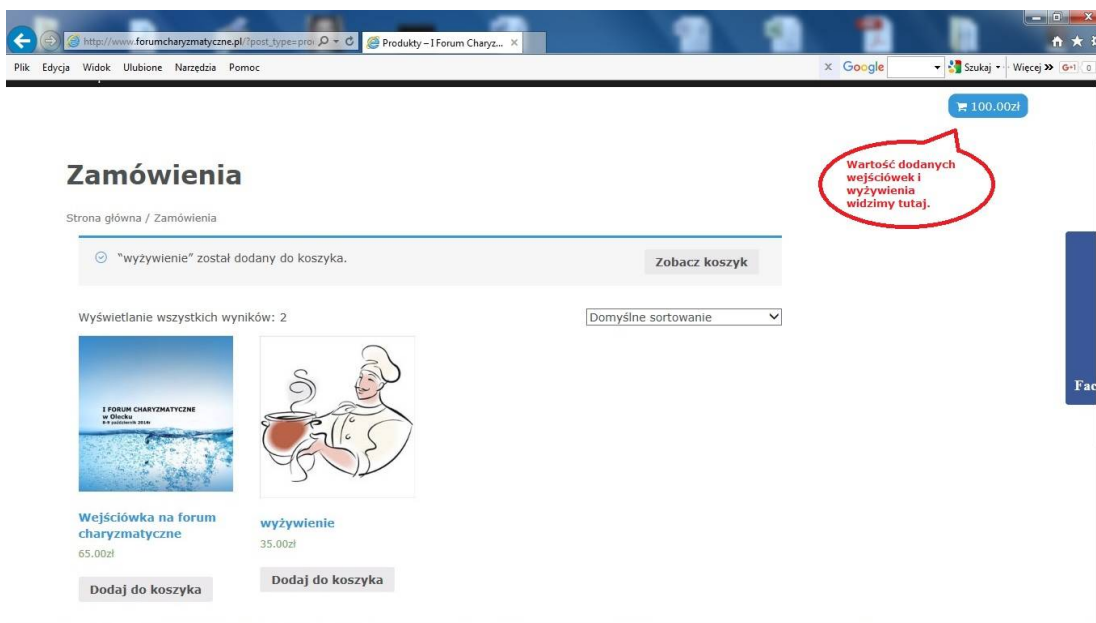 http://www.forumcharyzmatyczne.pl/?post_type=pro
Produkty – I Forum Charyz...
Plik Edycja Widok Ulubione Narzędzia Pomoc
x Google Szukaj Więcej >> G+1 0
100.00zł
Wartość dodanych
wejściówek i
wyżywienia
widzimy tutaj.
Zamówienia
Strona główna / Zamówienia
"wyżywienie" został dodany do koszyka.
Zobacz koszyk
Wyświetlanie wszystkich wyników: 2
Domyślne sortowanie
I FORUM CHARYZMATYCZNE
w Olecku
Fac
Wejściówka na forum
charyzmatyczne
65.00zł
Dodaj do koszyka
wyżywienie
35.00zł
Dodaj do koszyka